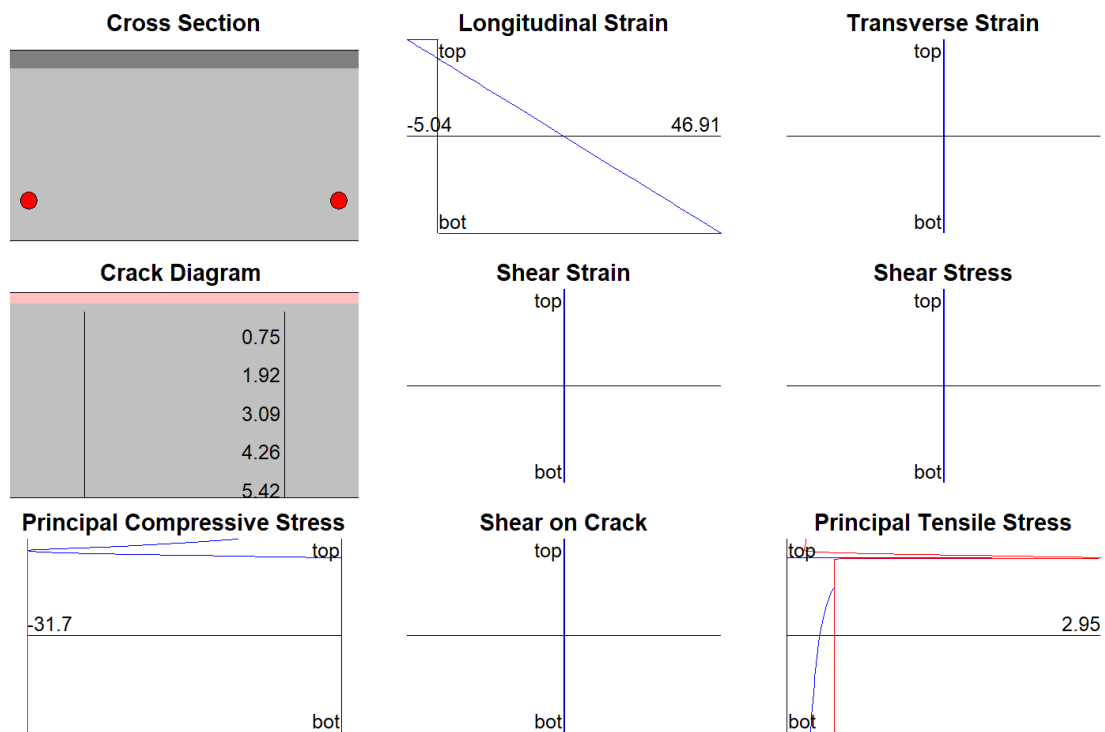 Cross Section
Longitudinal Strain
top
-5.04
46.91
bot
Transverse Strain
top
bot
Crack Diagram
0.75
1.92
3.09
4.26
5.42
Shear Strain
top
bot
Shear Stress
top
bot
Principal Compressive Stress
top
-31.7
bot
Shear on Crack
top
bot
Principal Tensile Stress
top
2.95
bot